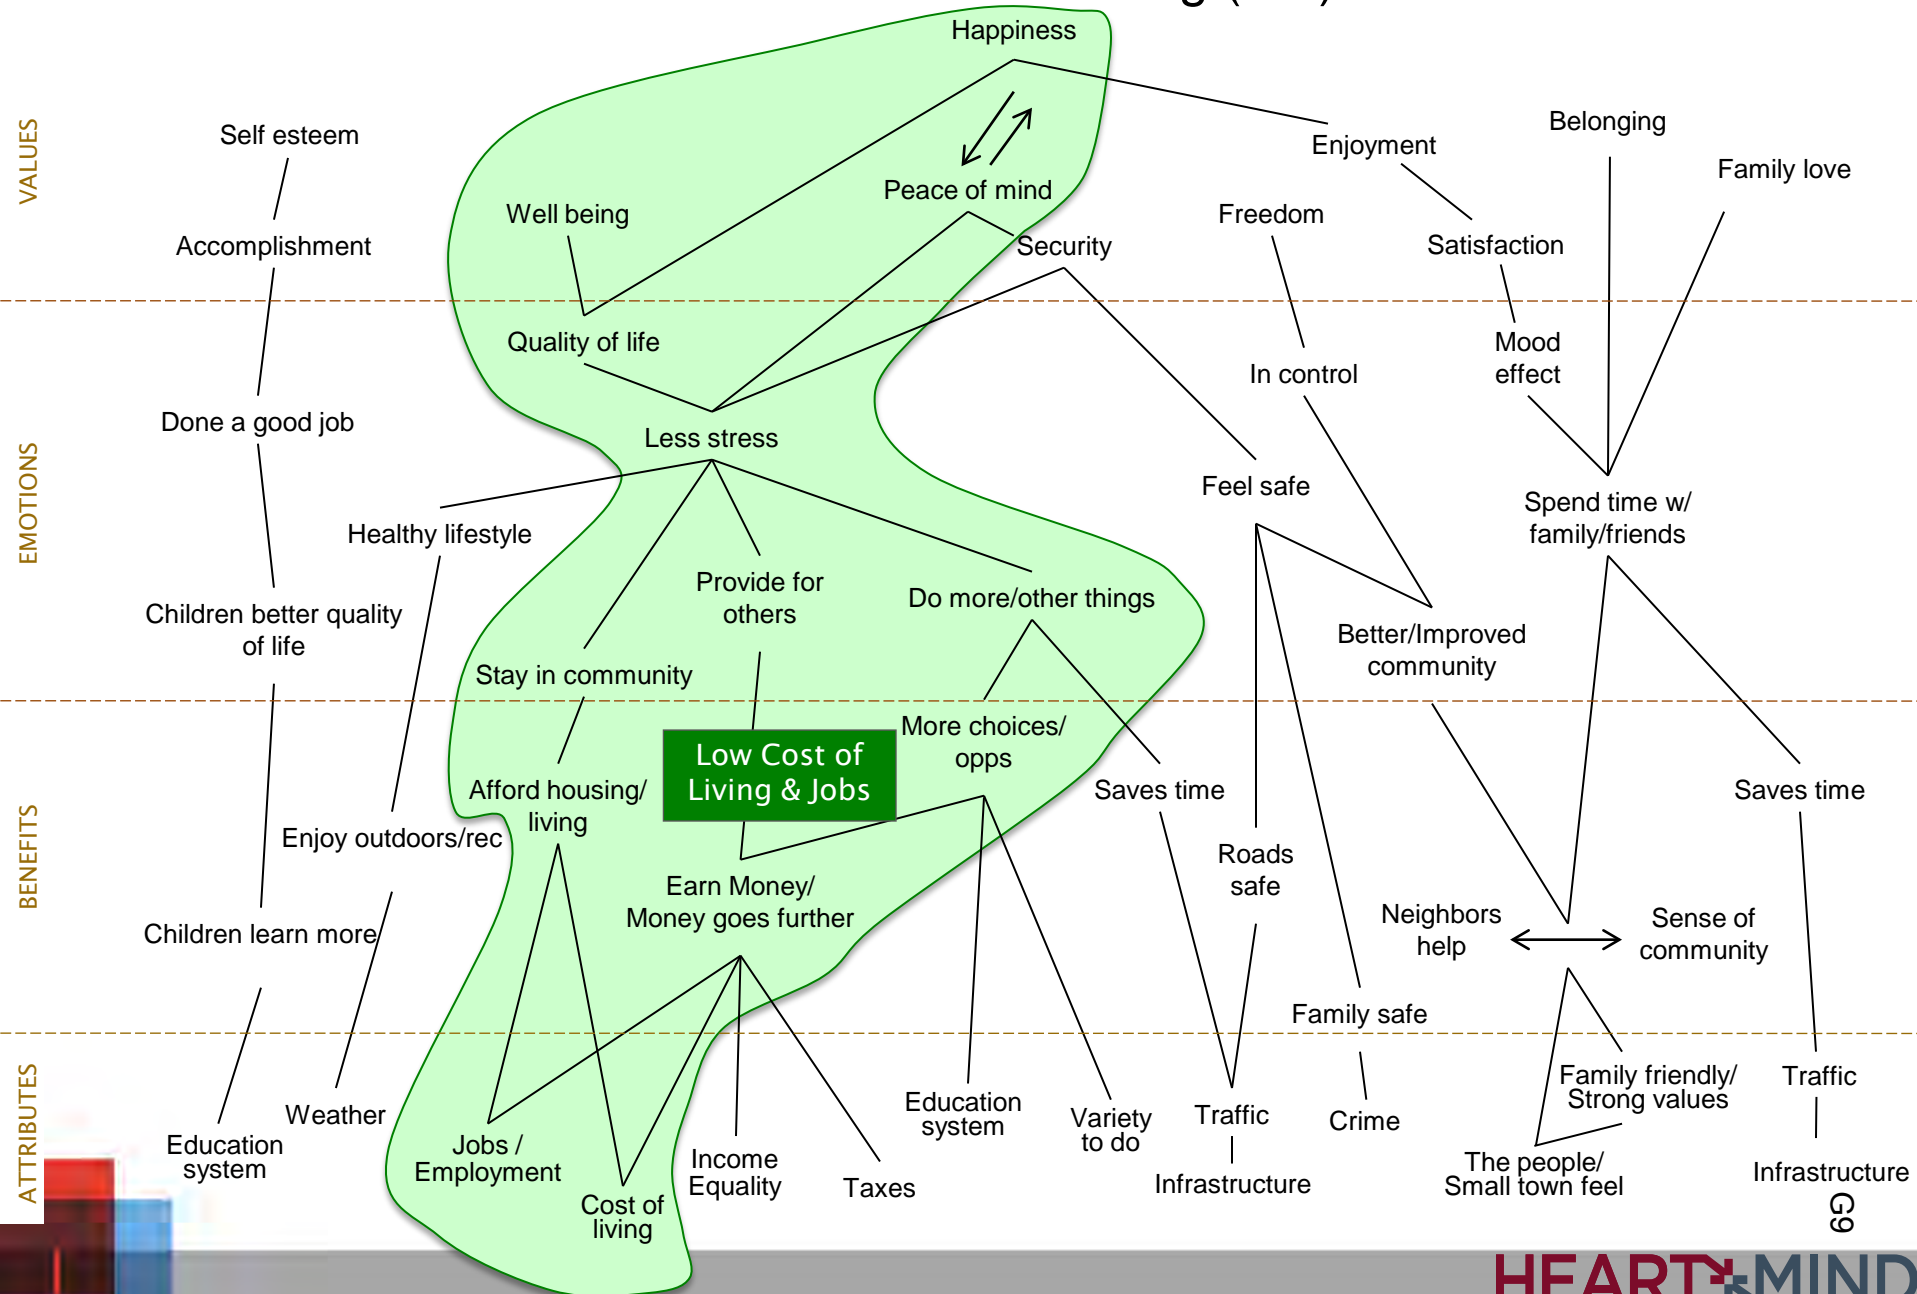 Happiness
Self esteem
Belonging
Enjoyment
Family love
VALUES
Peace of mind
Well being
Freedom
Accomplishment
Security
Satisfaction
Quality of life
Mood
effect
In control
Done a good job
Less stress
EMOTIONS
Feel safe
Spend time w/
family/friends
Healthy lifestyle
Provide for
others
Do more/other things
Children better quality
of life
Better/Improved
community
Stay in community
More choices/
opps
Low Cost of
Living & Jobs
Afford housing/
living
Saves time
Saves time
BENEFITS
Enjoy outdoors/rec
Roads
safe
Earn Money/
Money goes further
Children learn more
Neighbors
help
Sense of
community
Family safe
ATTRIBUTES
Family friendly/
Strong values
Traffic
Weather
Education
system
Variety
to do
Traffic
Crime
Education
system
Jobs /
Employment
Income
Equality
Taxes
Infrastructure
The people/
Small town feel
Infrastructure
Cost of
living
G9
HEART MIND